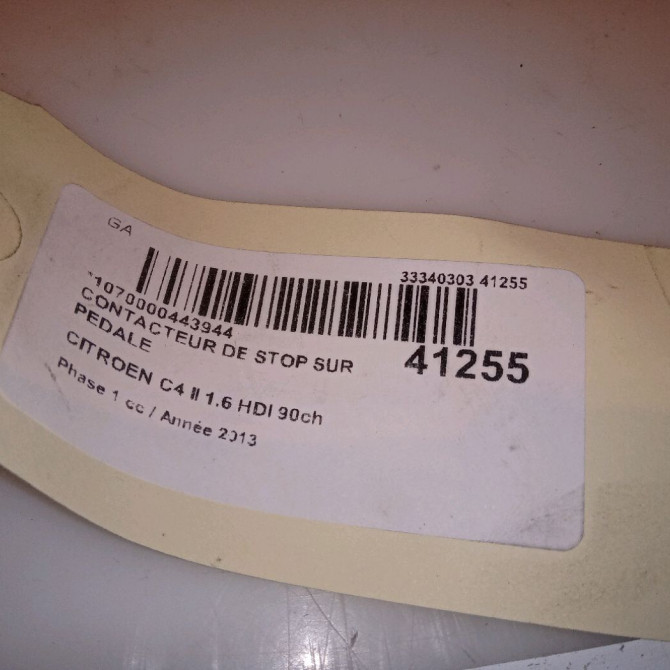 GA
33340303 41255
*1070000443944
CONTACTEUR DE STOP SUR
PEDALE
41255
CITROEN C4 II 1.6 HDI 90ch
Phase 1 cc / Année 2013